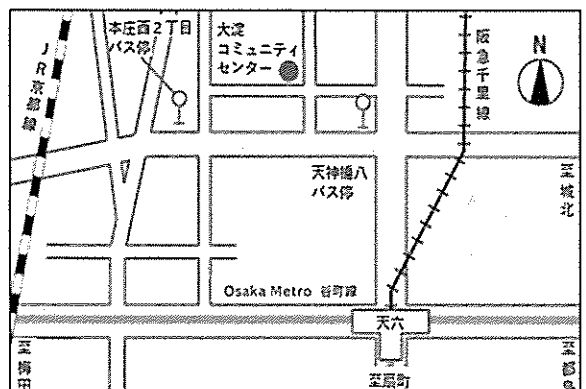 本庄西2丁目
バス停
大淀
コミュニティ
センター
JR京都線
阪急千里線
N
天神橋八
バス停
至城北
Osaka Metro 谷町線
天六
至梅田
至扇町
至都島